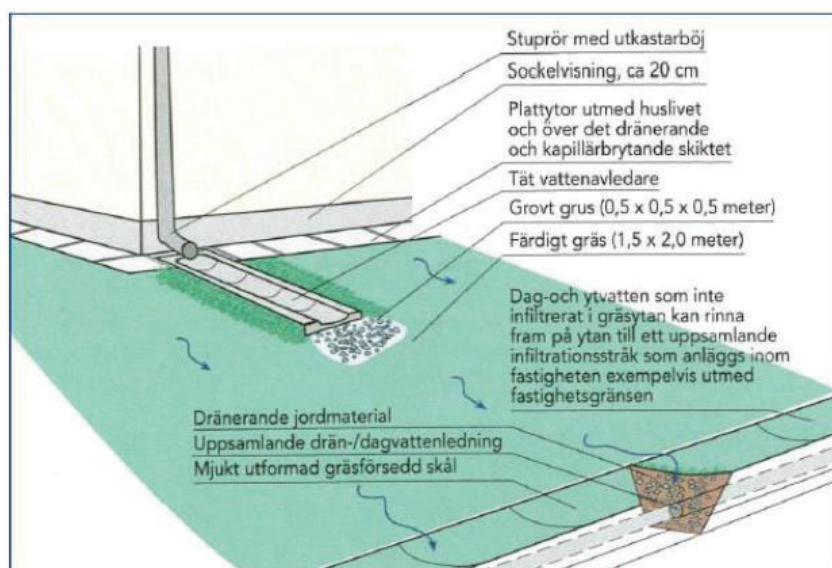 Stuprör med utkastarböj
Sockelvisning, ca 20 cm
Plattytor utmed huslivet
och över det dränerande
och kapillärbrytande skiktet
Tät vattenavledare
Grovt grus (0,5 x 0,5 x 0,5 meter)
Färdigt gräs (1,5 x 2,0 meter)
Dag-och ytvatten som inte
infiltrerat i gräsytan kan rinna
fram på ytan till ett uppsamlande
infiltrationsstråk som anläggs inom
fastigheten exempelvis utmed
fastighetsgränsen
Dränerande jordmaterial
Uppsamlande drän-/dagvattenledning
Mjukt utformad gräsförsedd skål